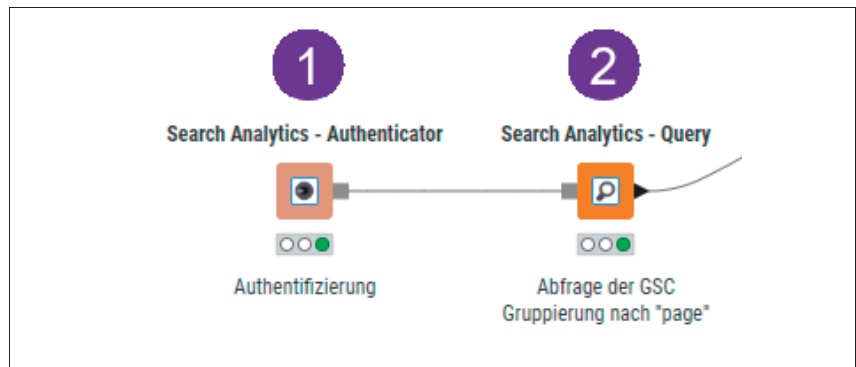 1
2
Search Analytics - Authenticator
Search Analytics - Query
Authentifizierung
Abfrage der GSC
Gruppierung nach "page"